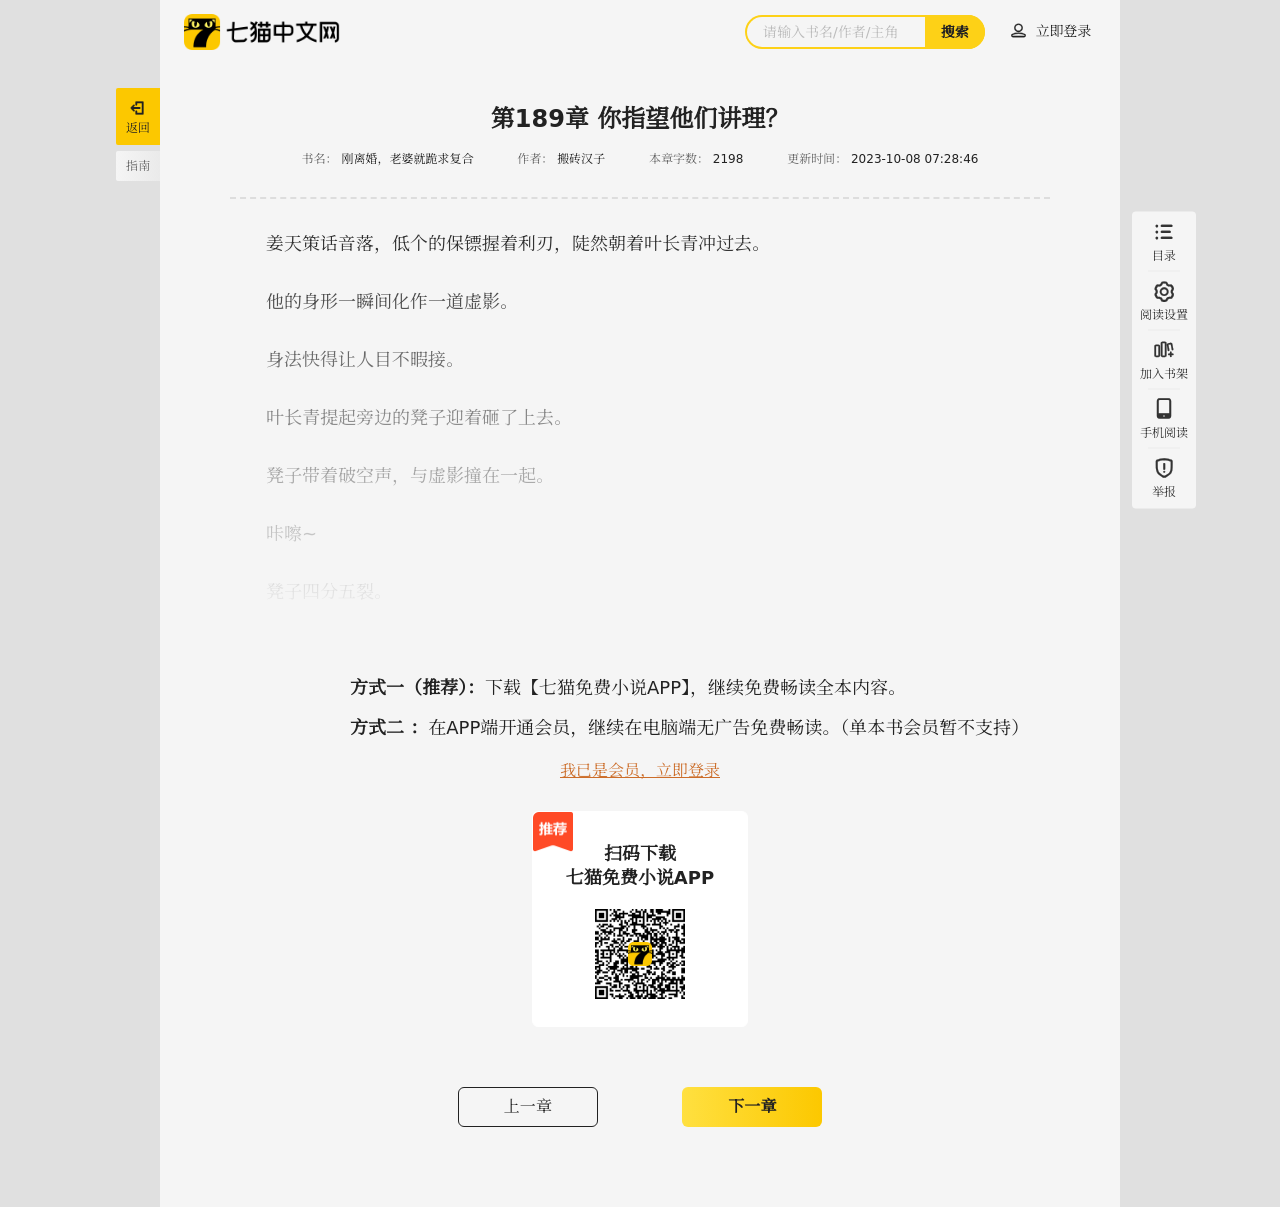 七猫中文网
请输入书名/作者/主角
搜索
立即登录
返回
指南
第189章 你指望他们讲理?
书名： 刚离婚，老婆就跪求复合 作者： 搬砖汉子 本章字数： 2198 更新时间： 2023-10-08 07:28:46
姜天策话音落，低个的保镖握着利刃，陡然朝着叶长青冲过去。
他的身形一瞬间化作一道虚影。
身法快得让人目不暇接。
叶长青提起旁边的凳子迎着砸了上去。
凳子带着破空声，与虚影撞在一起。
咔嚓~
凳子四分五裂。
目录
阅读设置
加入书架
手机阅读
举报
方式一（推荐）： 下载【七猫免费小说APP】，继续免费畅读全本内容。
方式二 ： 在APP端开通会员，继续在电脑端无广告免费畅读。（单本书会员暂不支持）
我已是会员，立即登录
推荐
扫码下载
七猫免费小说APP
上一章
下一章